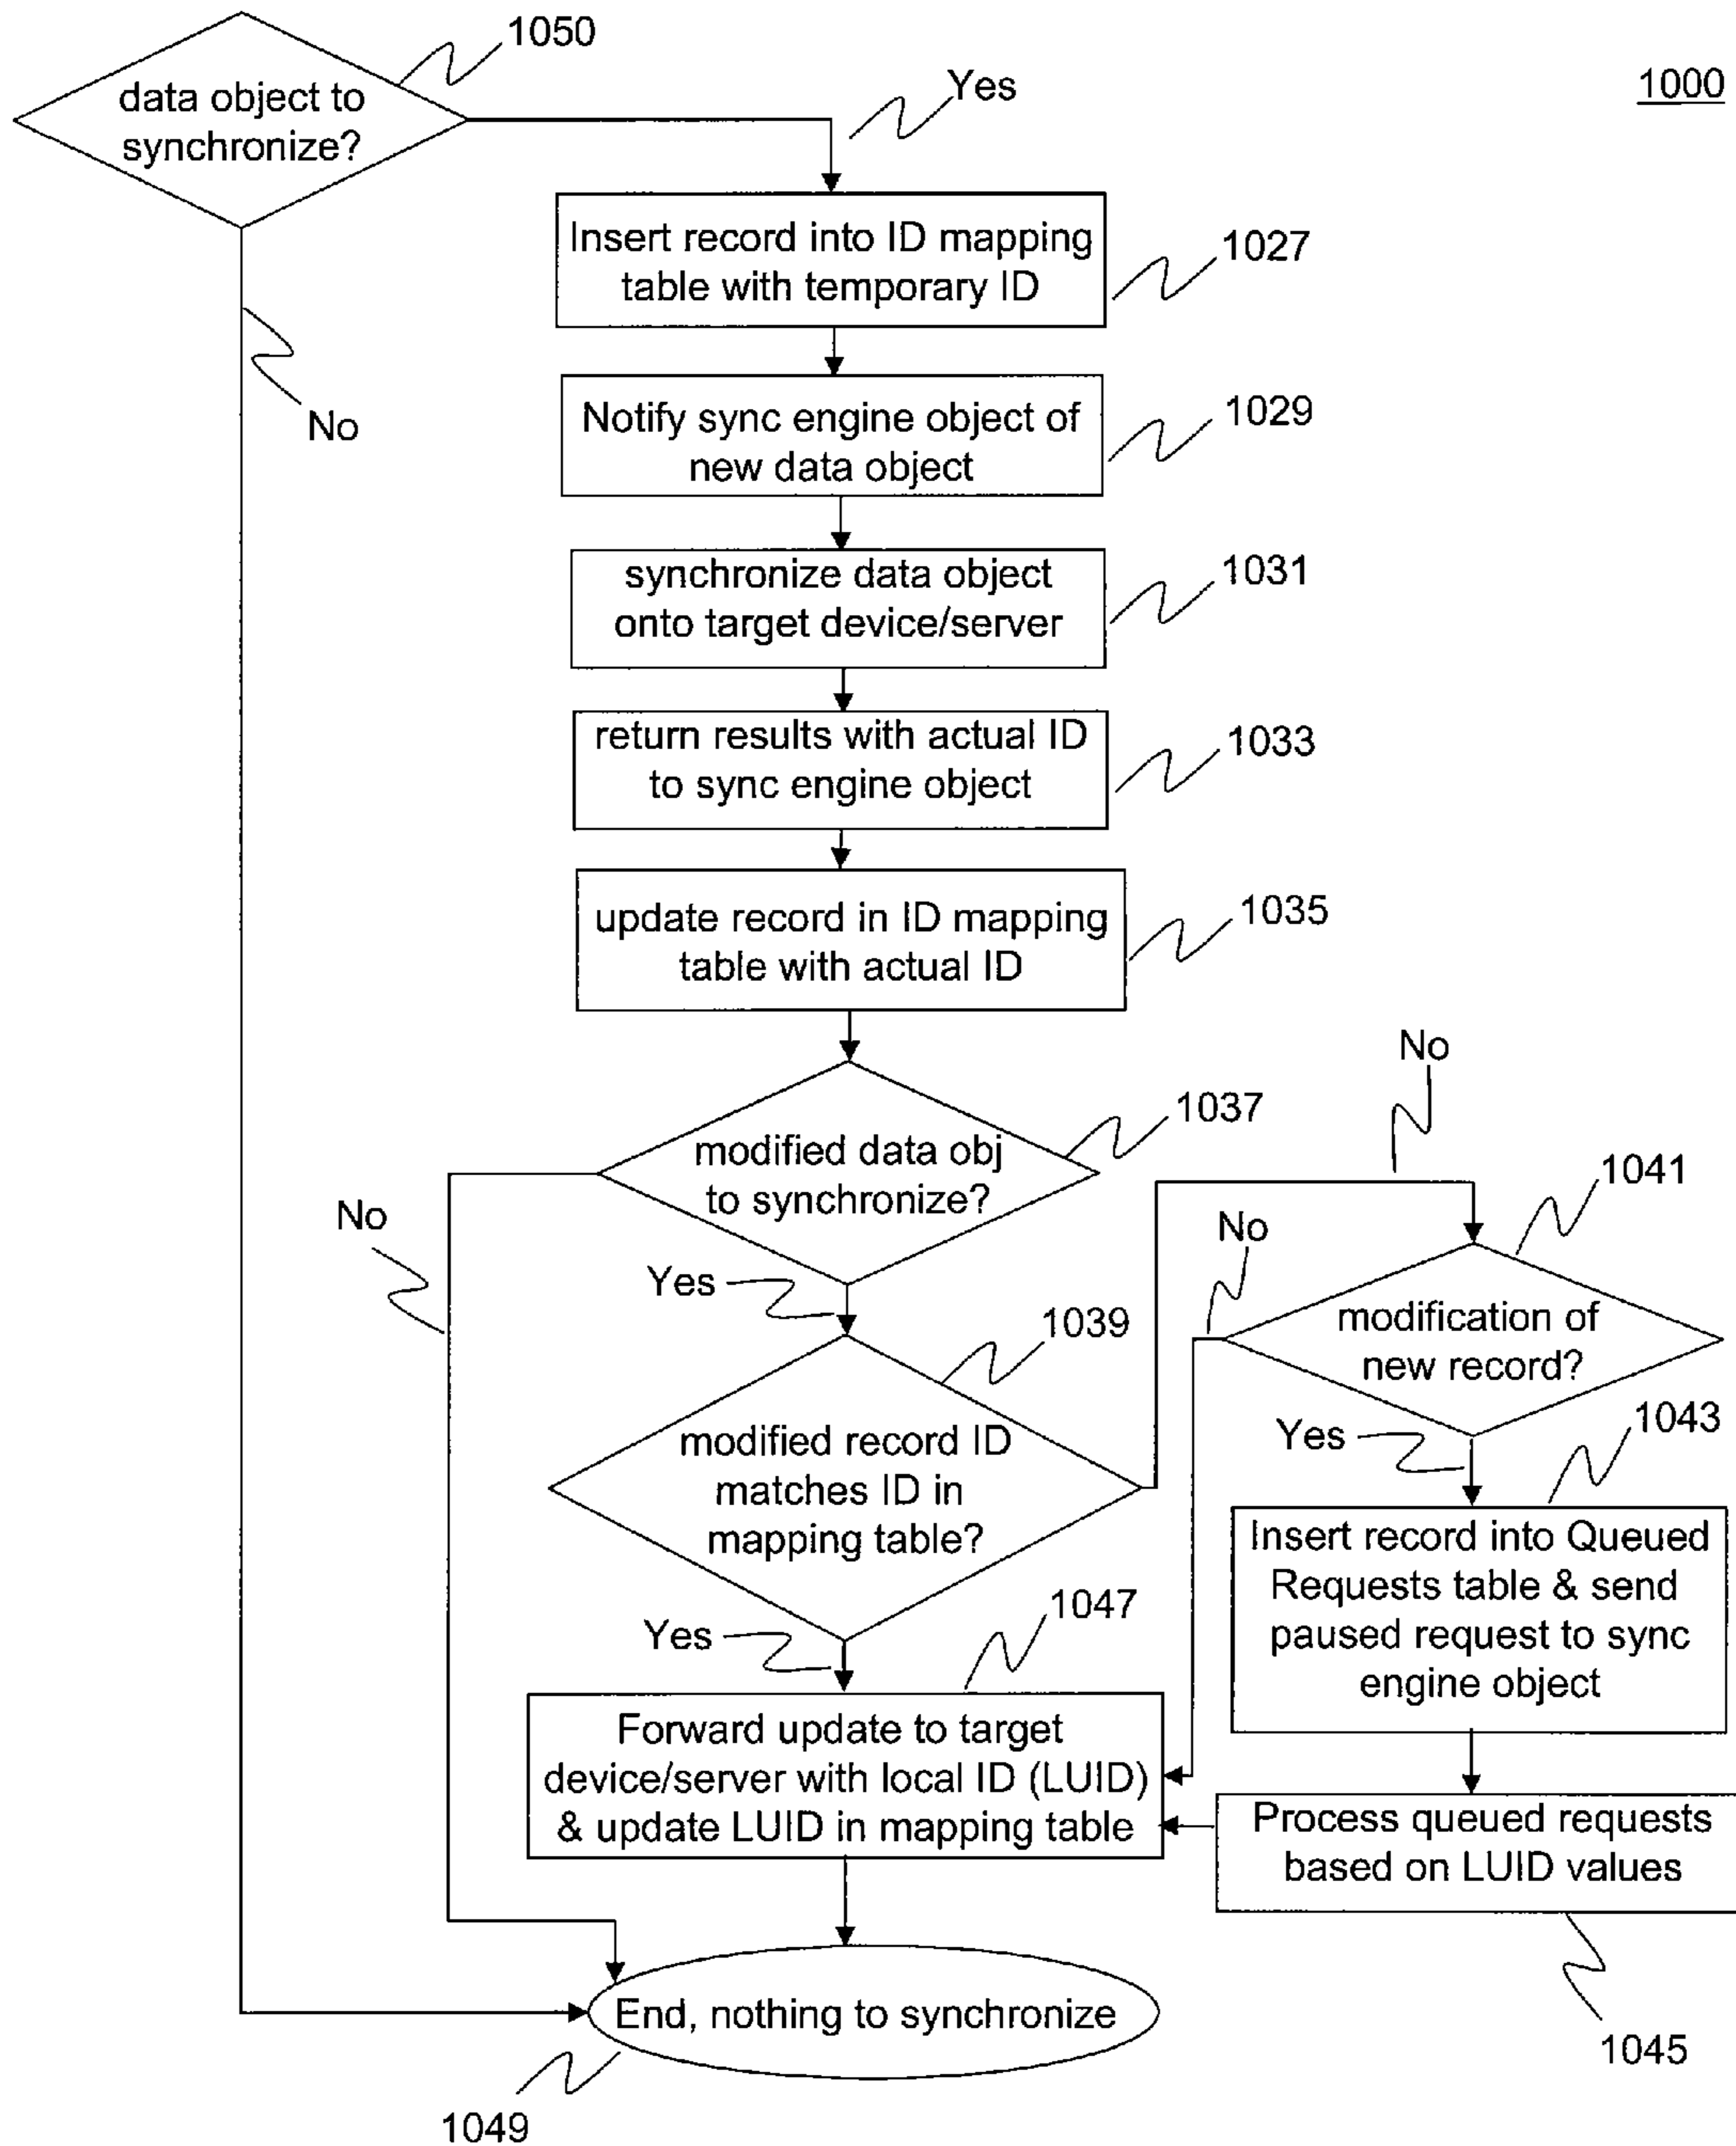 1050
data object to
synchronize?
Yes
1000
Insert record into ID mapping
table with temporary ID
1027
No
Notify sync engine object of
new data object
1029
synchronize data object
onto target device/server
1031
return results with actual ID
to sync engine object
1033
update record in ID mapping
table with actual ID
1035
modified data obj
to synchronize?
1037
No
No
1041
No
modification of
new record?
Yes
1039
modified record ID
matches ID in
mapping table?
Yes
1043
Insert record into Queued
Requests table & send
paused request to sync
engine object
Yes
1047
Forward update to target
device/server with local ID (LUID)
& update LUID in mapping table
Process queued requests
based on LUID values
1045
End, nothing to synchronize
1049